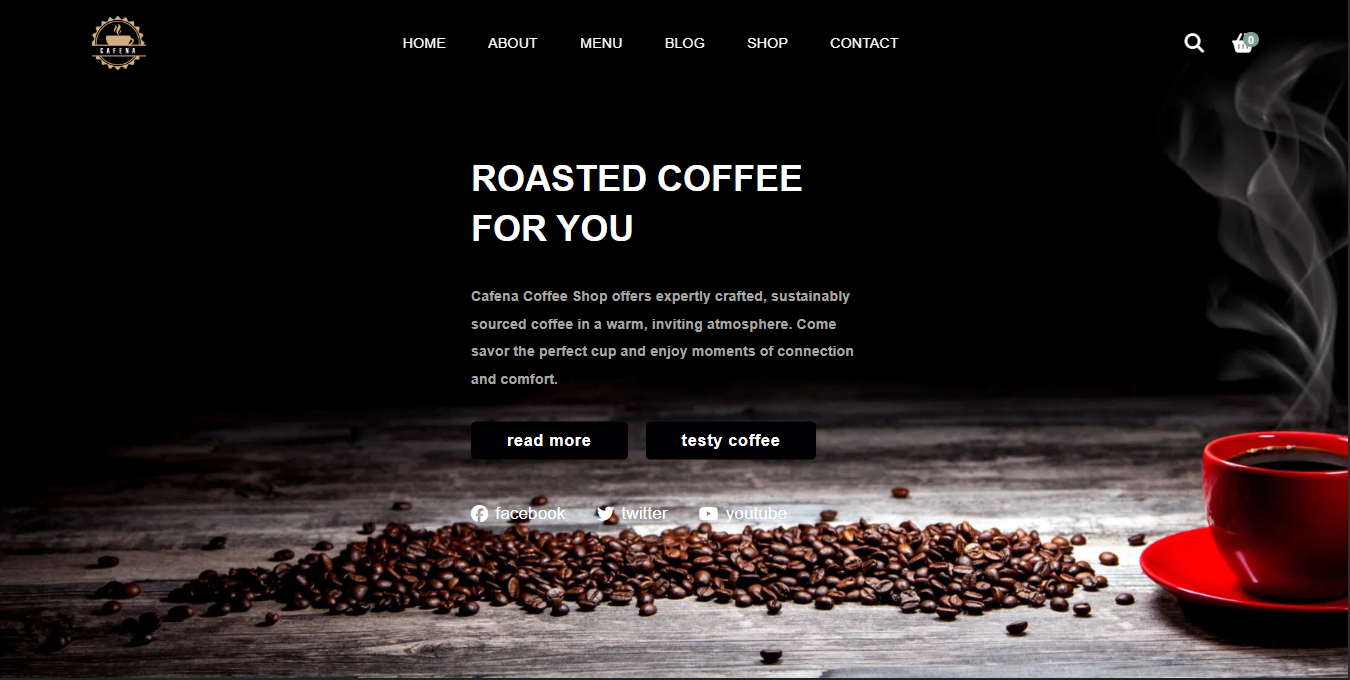 CAFENA
HOME ABOUT MENU BLOG SHOP CONTACT
0
ROASTED COFFEE
FOR YOU
Cafena Coffee Shop offers expertly crafted, sustainably
sourced coffee in a warm, inviting atmosphere. Come
savor the perfect cup and enjoy moments of connection
and comfort.
read more testy coffee
facebook twitter youtube